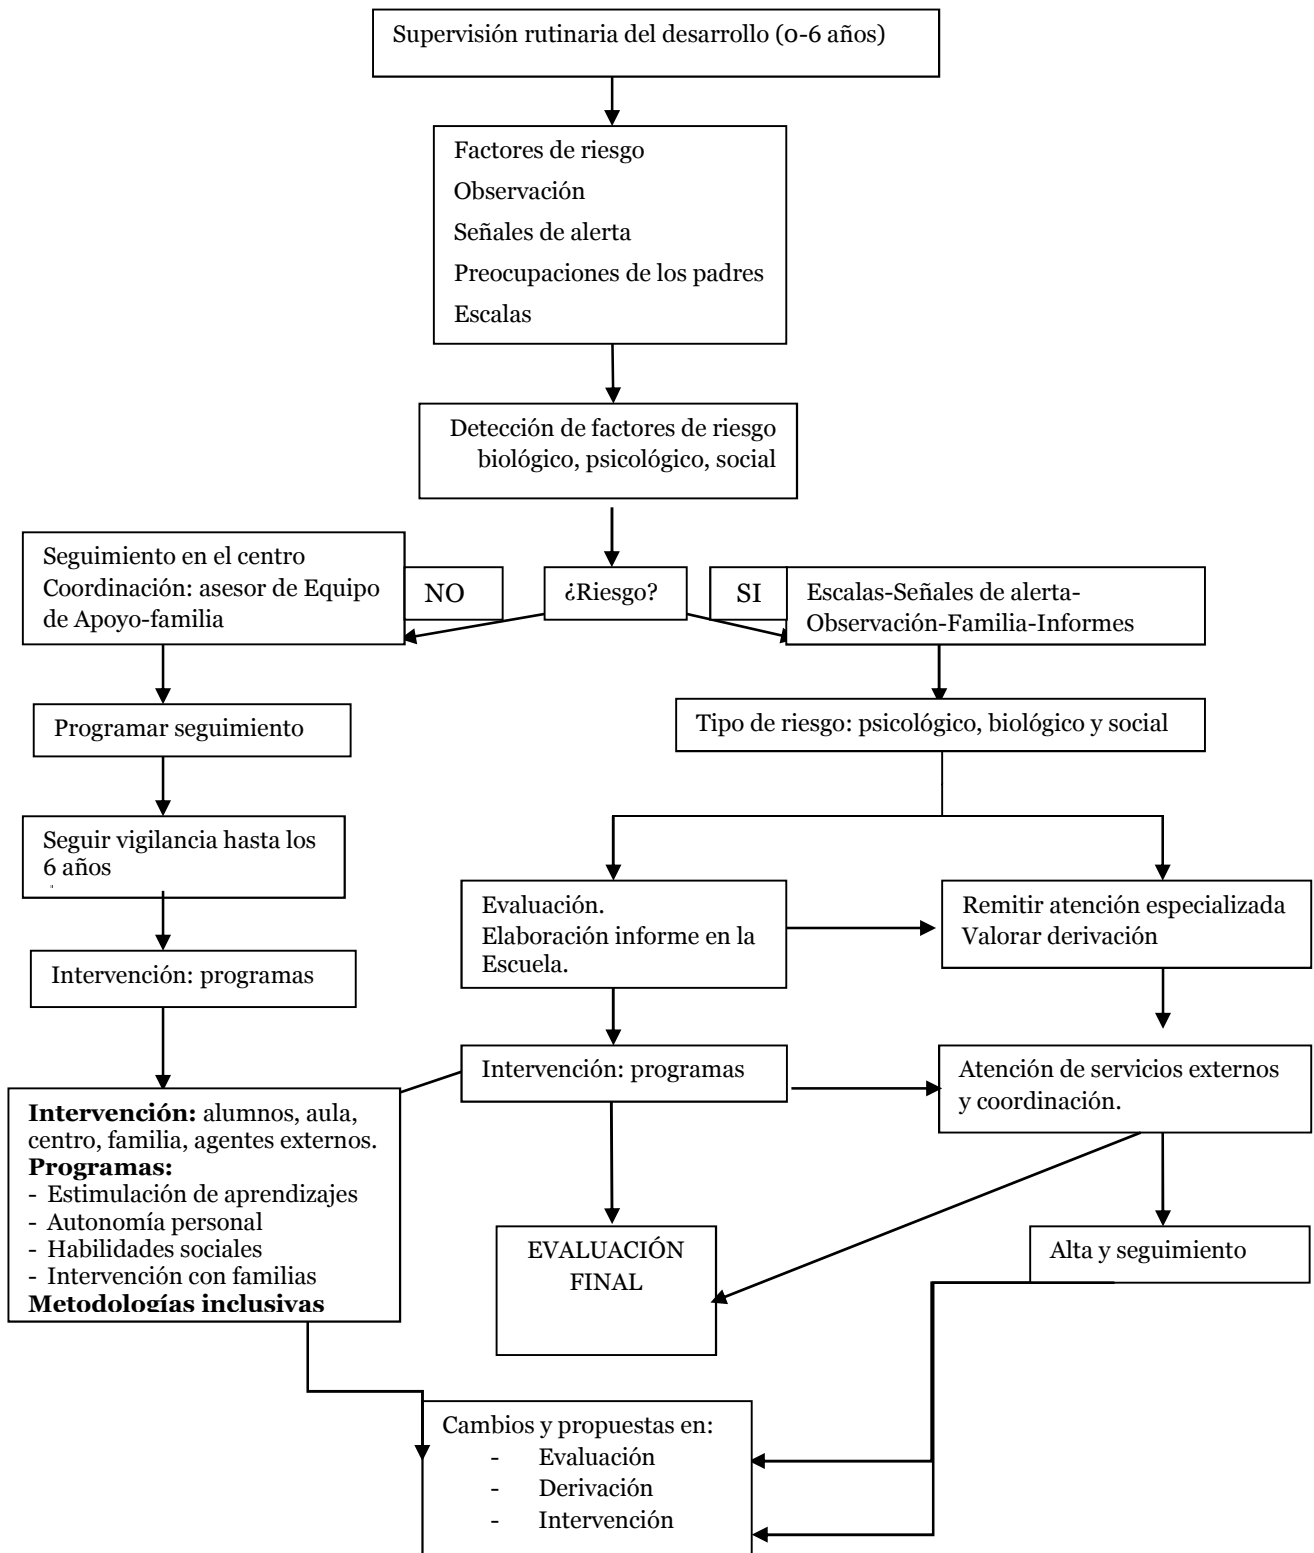 Supervisión rutinaria del desarrollo (0-6 años)
Factores de riesgo
Observación
Señales de alerta
Preocupaciones de los padres
Escalas
Detección de factores de riesgo
biológico, psicológico, social
Seguimiento en el centro
Coordinación: asesor de Equipo
de Apoyo-familia
NO
¿Riesgo?
SI
Escalas-Señales de alerta-
Observación-Familia-Informes
Programar seguimiento
Tipo de riesgo: psicológico, biológico y social
Seguir vigilancia hasta los
6 años
Evaluación.
Elaboración informe en la
Escuela.
Remitir atención especializada
Valorar derivación
Intervención: programas
Intervención: programas
Atención de servicios externos
y coordinación.
Intervención: alumnos, aula,
centro, familia, agentes externos.
Programas:
- Estimulación de aprendizajes
- Autonomía personal
- Habilidades sociales
- Intervención con familias
Metodologías inclusivas
EVALUACIÓN
FINAL
Alta y seguimiento
Cambios y propuestas en:
- Evaluación
- Derivación
- Intervención